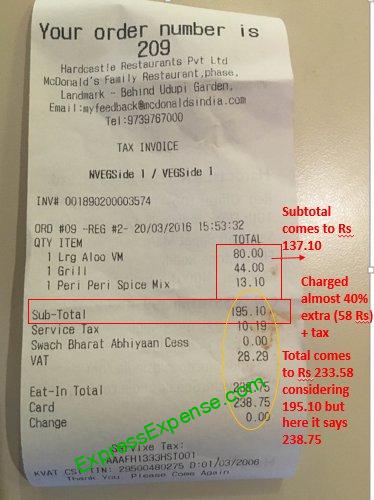 Your order number is
209
Hardcastle Restaurants Pvt Ltd
McDonald's Family Restaurant,phase,
Landmark - Behind Udupi Garden,
Email:myfeedback@mcdonaldsindia.com
Tel:9739767000
TAX INVOICE
NVEGSide 1 / VEGSide 1
INV# 001890200003574
ORD #09 -REG #2- 20/03/2016 15:53:32
QTY ITEM TOTAL
1 Lrg Aloo VM 80.00
1 Grill 44.00
1 Peri Peri Spice Mix 13.10
Sub-Total 195.10
Service Tax 10.19
Swach Bharat Abhiyaan Cess 0.00
VAT 28.29
Eat-In Total 238.75
Card 238.75
Change 0.00
Service Tax:
AAAFH1333HST001
KVAT CST TIN: 29500480275 D:01/03/2006
Thank You, Please Come Again
Subtotal
comes to Rs
137.10
Charged
almost 40%
extra (58 Rs)
+ tax
Total comes
to Rs 233.58
considering
195.10 but
here it says
238.75
ExpressExpense.com